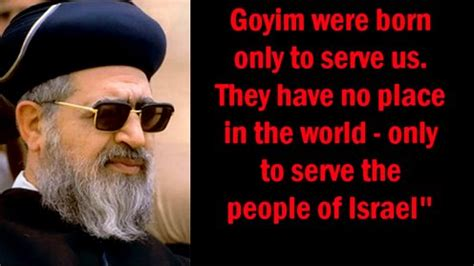 Goyim were born
only to serve us.
They have no place
in the world - only
to serve the
people of Israel"